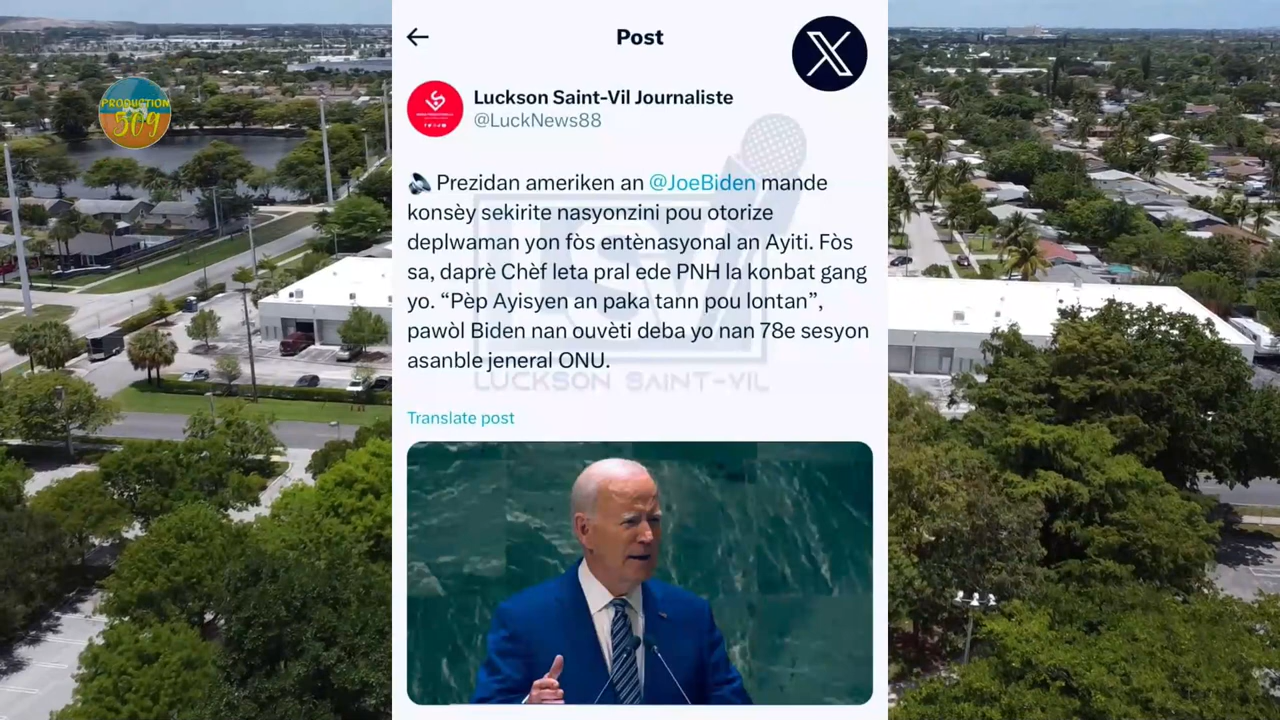 Post
PRODUCTION
509
Luckson Saint-Vil Journaliste
@LuckNews88
Prezidan ameriken an @JoeBiden mande
konsèy sekirite nasyonzini pou otorize
deplwaman yon fòs entènasyonal an Ayiti. Fòs
sa, daprè Chèf leta pral ede PNH la konbat gang
yo. “Pèp Ayisyen an paka tann pou lontan”,
pawòl Biden nan ouvèti deba yo nan 78e sesyon
asanble jeneral ONU.
LUCKSON SAINT-VIL
Translate post